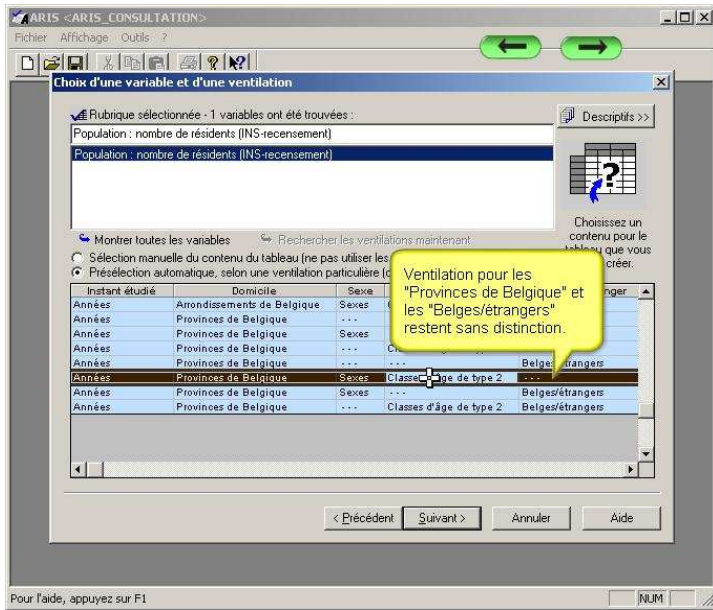 ARIS <ARIS_CONSULTATION>
Fichier Affichage Outils ?
Choix d'une variable et d'une ventilation
Rubrique sélectionnée - 1 variables ont été trouvées :
Descriptifs >>
Population : nombre de résidents (INS-recensement)
Population : nombre de résidents (INS-recensement)
Choisissez un
contenu pour le
tableau que vous
créer.
Montrer toutes les variables Rechercher les ventilations maintenant
Sélection manuelle du contenu du tableau (ne pas utiliser les
Présélection automatique, selon une ventilation particulière
Ventilation pour les
"Provinces de Belgique" et
les "Belges/étrangers"
restent sans distinction.
Instant étudié Domicile Sexe
Années Arrondissements de Belgique Sexes
Années Provinces de Belgique ---
Années Provinces de Belgique Sexes
Années Provinces de Belgique ---
Années Provinces de Belgique --- --- Belges/étrangers
Années Provinces de Belgique Sexes Classes d'âge de type 2 ---
Années Provinces de Belgique Sexes --- Belges/étrangers
Années Provinces de Belgique --- Classes d'âge de type 2 Belges/étrangers
< Précédent Suivant > Annuler Aide
Pour l'aide, appuyez sur F1 NUM